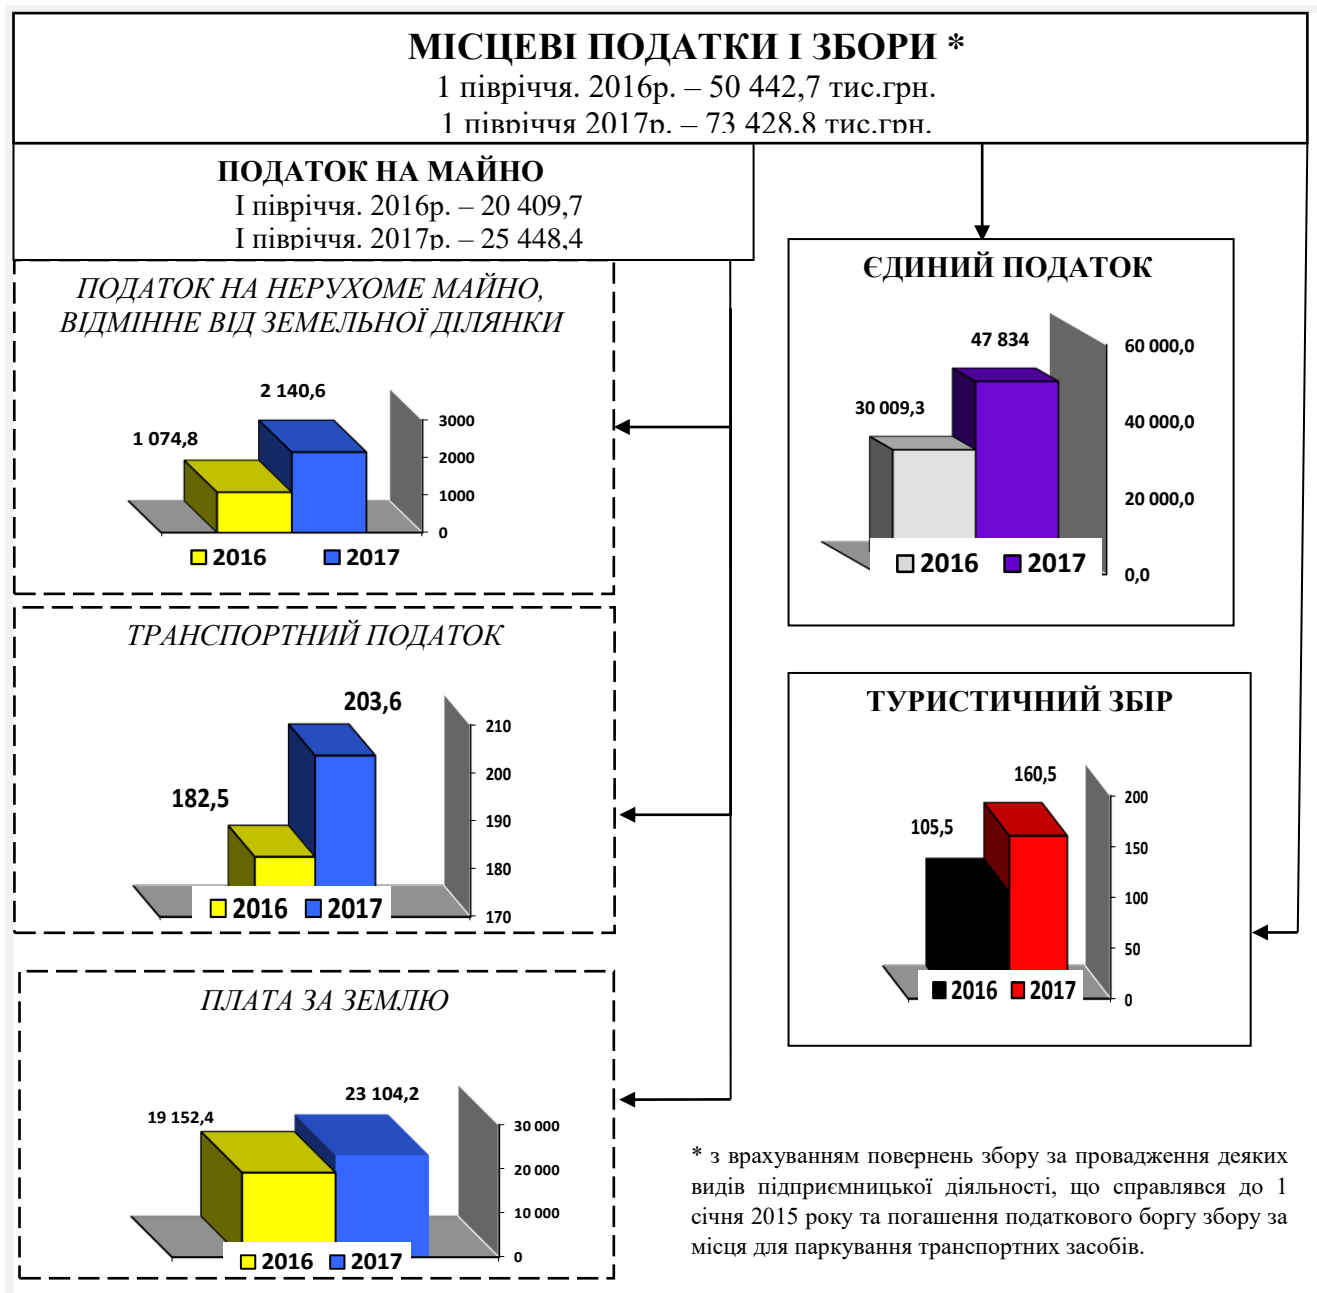 МІСЦЕВІ ПОДАТКИ І ЗБОРИ *
1 півріччя. 2016р. – 50 442,7 тис.грн.
1 півріччя 2017р. – 73 428,8 тис.грн.
ПОДАТОК НА МАЙНО
І півріччя. 2016р. – 20 409,7
І півріччя. 2017р. – 25 448,4
ПОДАТОК НА НЕРУХОМЕ МАЙНО,
ВІДМІННЕ ВІД ЗЕМЕЛЬНОЇ ДІЛЯНКИ
2 140,6
1 074,8
3000
2000
1000
0
2016 2017
ЄДИНИЙ ПОДАТОК
47 834
30 009,3
60 000,0
40 000,0
20 000,0
0,0
2016 2017
ТРАНСПОРТНИЙ ПОДАТОК
203,6
182,5
210
200
190
180
170
2016 2017
ТУРИСТИЧНИЙ ЗБІР
160,5
105,5
200
150
100
50
0
2016 2017
ПЛАТА ЗА ЗЕМЛЮ
23 104,2
19 152,4
30 000
20 000
10 000
0
2016 2017
* з врахуванням повернень збору за провадження деяких
видів підприємницької діяльності, що справлявся до 1
січня 2015 року та погашення податкового боргу збору за
місця для паркування транспортних засобів.